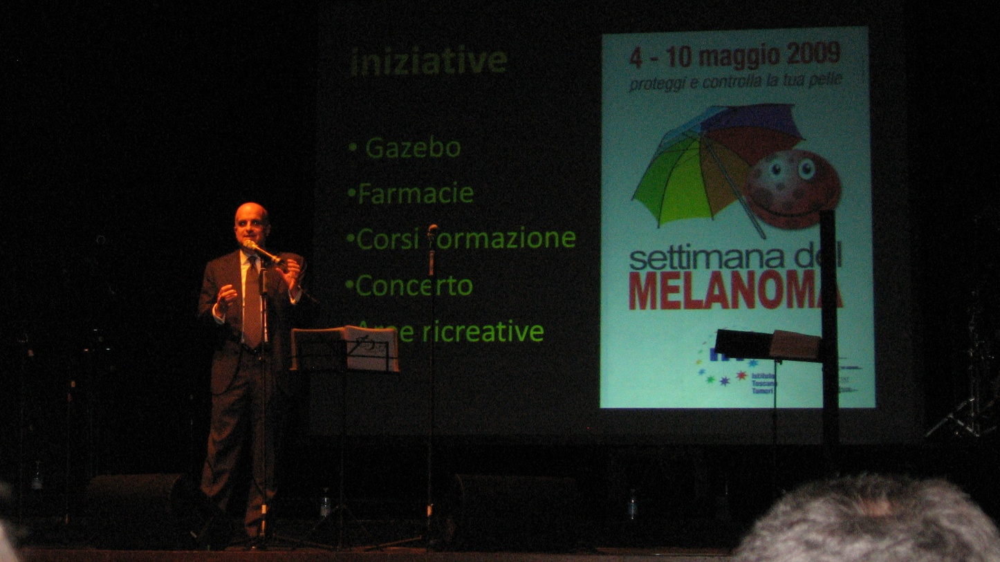 iniziative
• Gazebo
•Farmacie
•Corsi formazione
•Concerto
Aree ricreative
4 - 10 maggio 2009
proteggi e controlla la tua pelle
settimana del
MELANOMA
Istituto
Toscano
Tumori